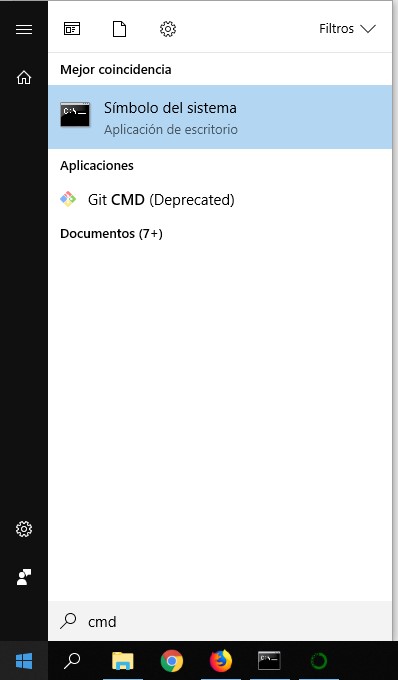 Filtros
Mejor coincidencia
Símbolo del sistema
Aplicación de escritorio
Aplicaciones
Git CMD (Deprecated)
Documentos (7+)
cmd